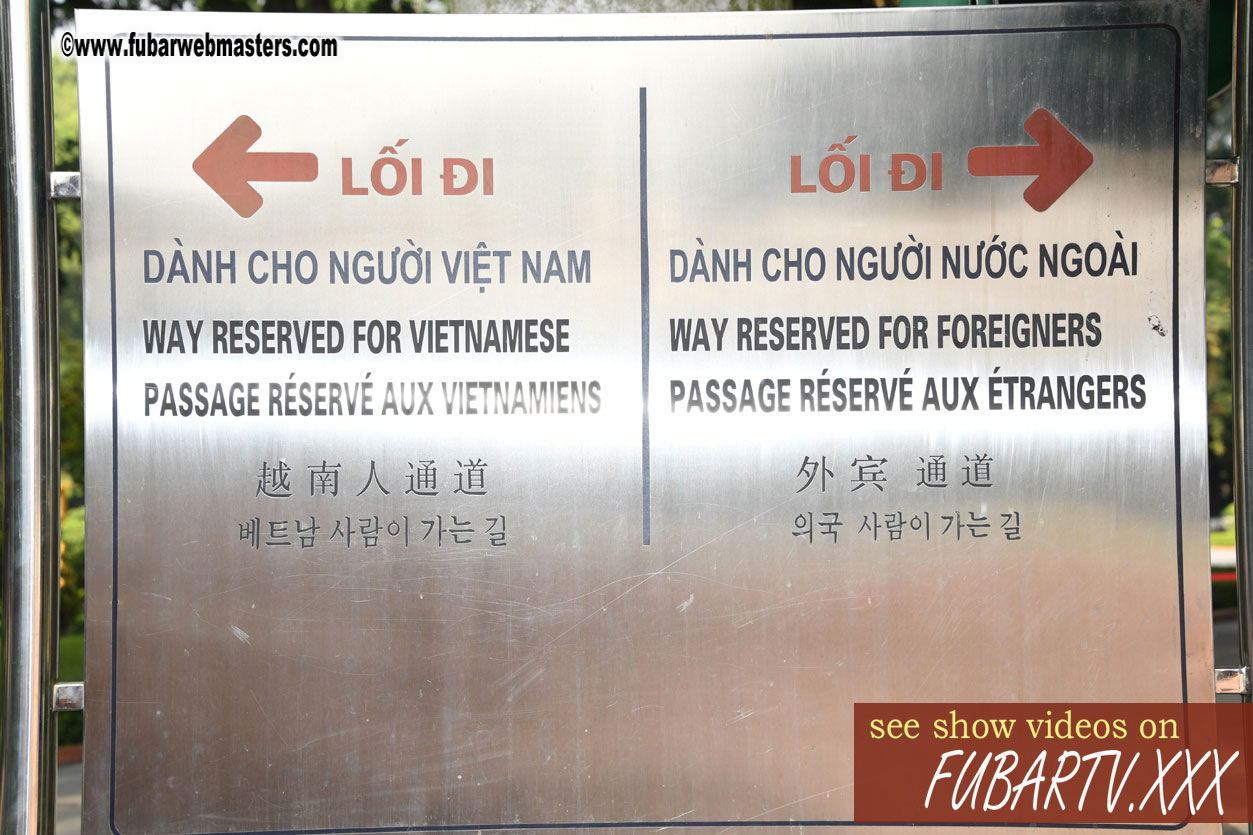 ©www.fubarwebmasters.com
LỐI ĐI
DÀNH CHO NGƯỜI VIỆT NAM
WAY RESERVED FOR VIETNAMESE
PASSAGE RÉSERVÉ AUX VIETNAMIENS
越南人通道
베트남 사람이 가는 길
LỐI ĐI
DÀNH CHO NGƯỜI NƯỚC NGOÀI
WAY RESERVED FOR FOREIGNERS
PASSAGE RÉSERVÉ AUX ÉTRANGERS
外宾 通道
의국 사람이 가는 길
see show videos on
FUBARTV.XXX